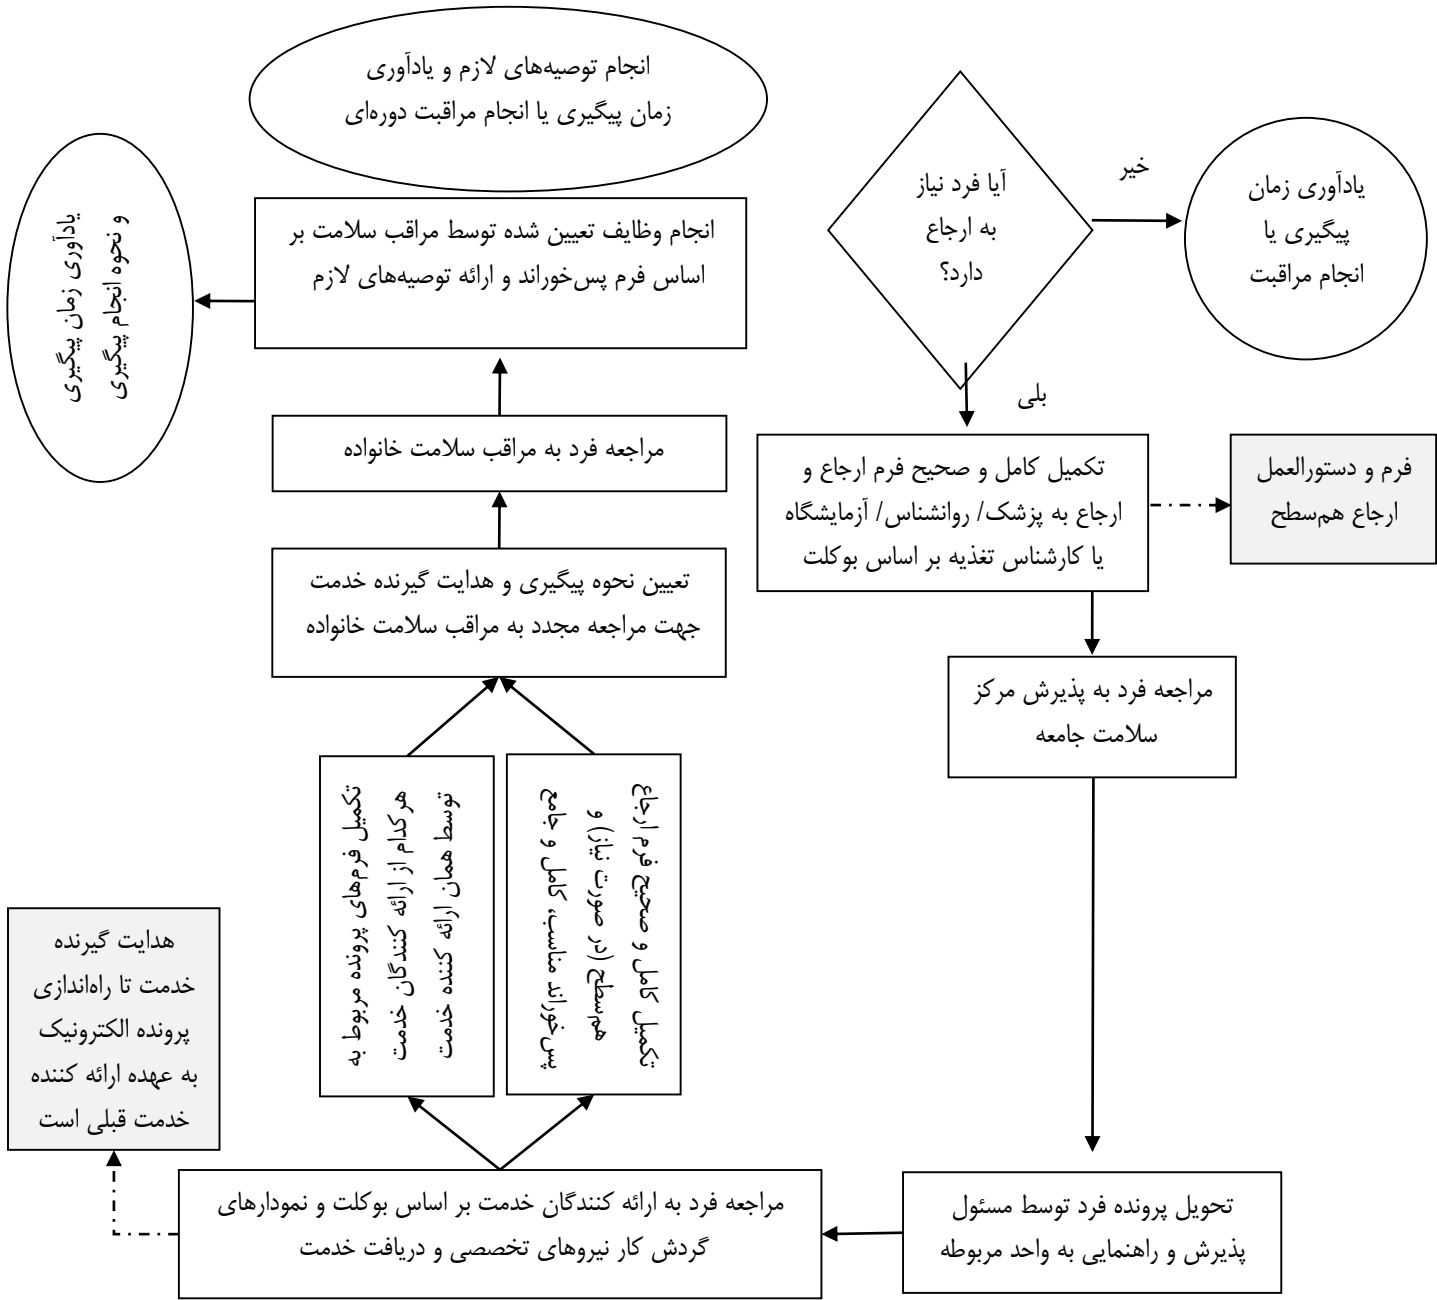 انجام توصیه‌های لازم و یادآوری
زمان پیگیری یا انجام مراقبت دوره‌ای
آیا فرد نیاز
به ارجاع
دارد؟
خیر
یادآوری زمان
پیگیری یا
انجام مراقبت
بلی
تکمیل کامل و صحیح فرم ارجاع و
ارجاع به پزشک/ روانشناس/ آزمایشگاه
یا کارشناس تغذیه بر اساس بوکلت
فرم و دستورالعمل
ارجاع هم‌سطح
مراجعه فرد به پذیرش مرکز
سلامت جامعه
تحویل پرونده فرد توسط مسئول
پذیرش و راهنمایی به واحد مربوطه
مراجعه فرد به ارائه کنندگان خدمت بر اساس بوکلت و نمودارهای
گردش کار نیروهای تخصصی و دریافت خدمت
هدایت گیرنده
خدمت تا راه‌اندازی
پرونده الکترونیک
به عهده ارائه کننده
خدمت قبلی است
تکمیل کامل و صحیح فرم ارجاع
هم‌سطح (در صورت نیاز) و
پس‌خوراند مناسب، کامل و جامع
تکمیل فرم‌های پرونده مربوط به
هرکدام از ارائه کنندگان خدمت
توسط همان ارائه کننده خدمت
تعیین نحوه پیگیری و هدایت گیرنده خدمت
جهت مراجعه مجدد به مراقب سلامت خانواده
مراجعه فرد به مراقب سلامت خانواده
انجام وظایف تعیین شده توسط مراقب سلامت بر
اساس فرم پس‌خوراند و ارائه توصیه‌های لازم
یادآوری زمان پیگیری
و نحوه انجام پیگیری